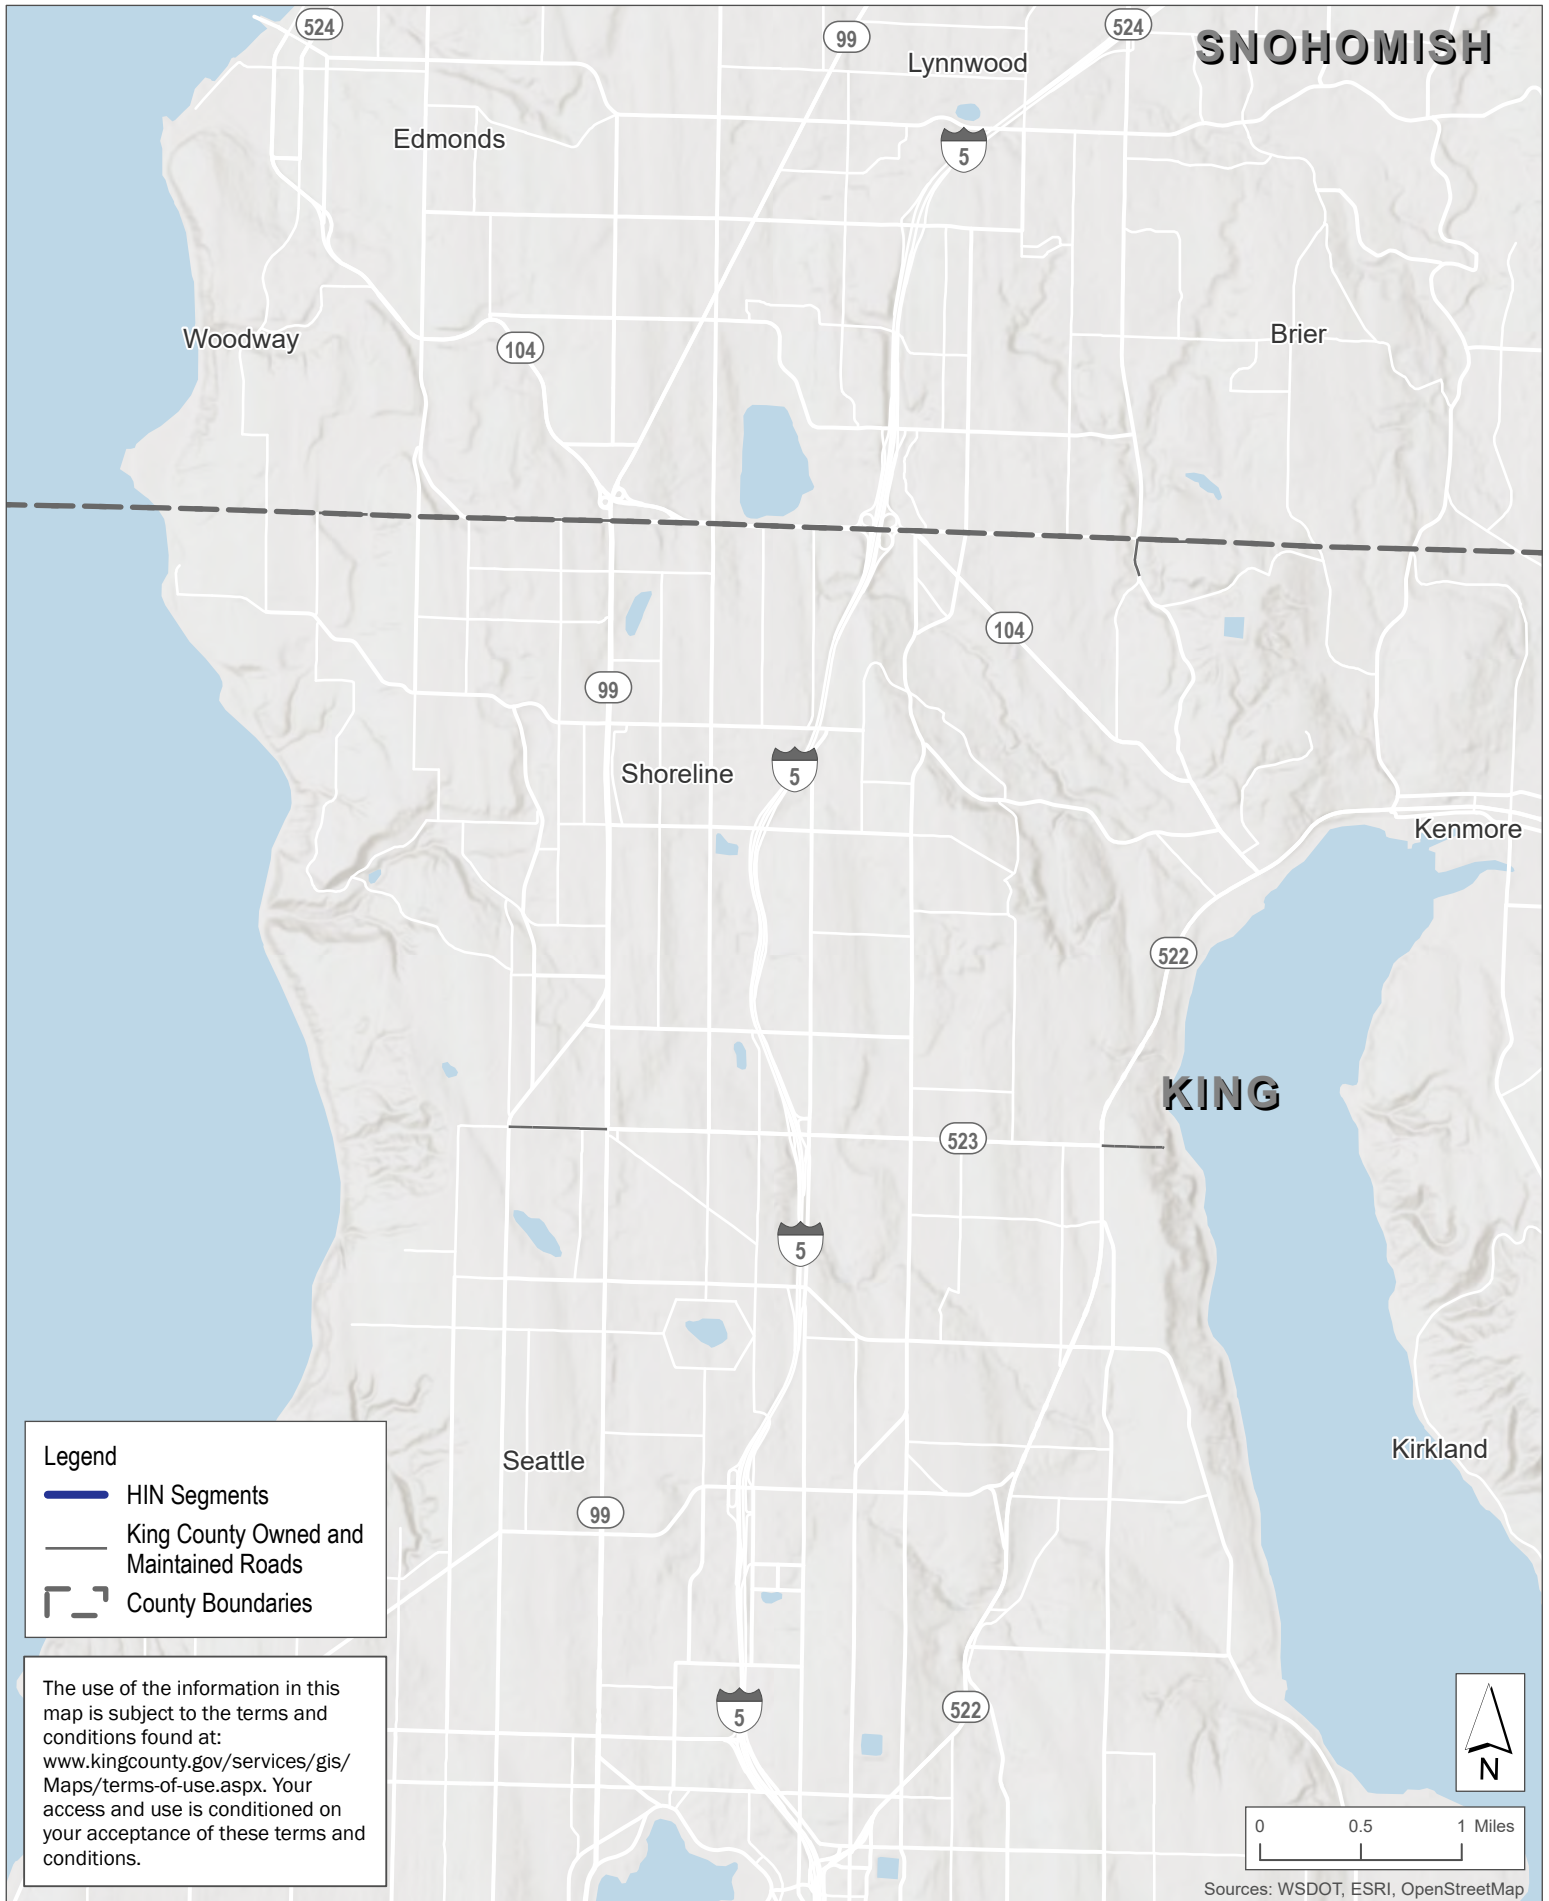 524
99
524
SNOHOMISH
Lynnwood
Edmonds
5
Woodway
104
Brier
104
99
Shoreline
5
Kenmore
522
KING
523
5
Seattle
Kirkland
99
5
522
Legend
HIN Segments
King County Owned and
Maintained Roads
County Boundaries
The use of the information in this
map is subject to the terms and
conditions found at:
www.kingcounty.gov/services/gis/
Maps/terms-of-use.aspx. Your
access and use is conditioned on
your acceptance of these terms and
conditions.
N
0 0.5 1 Miles
Sources: WSDOT, ESRI, OpenStreetMap